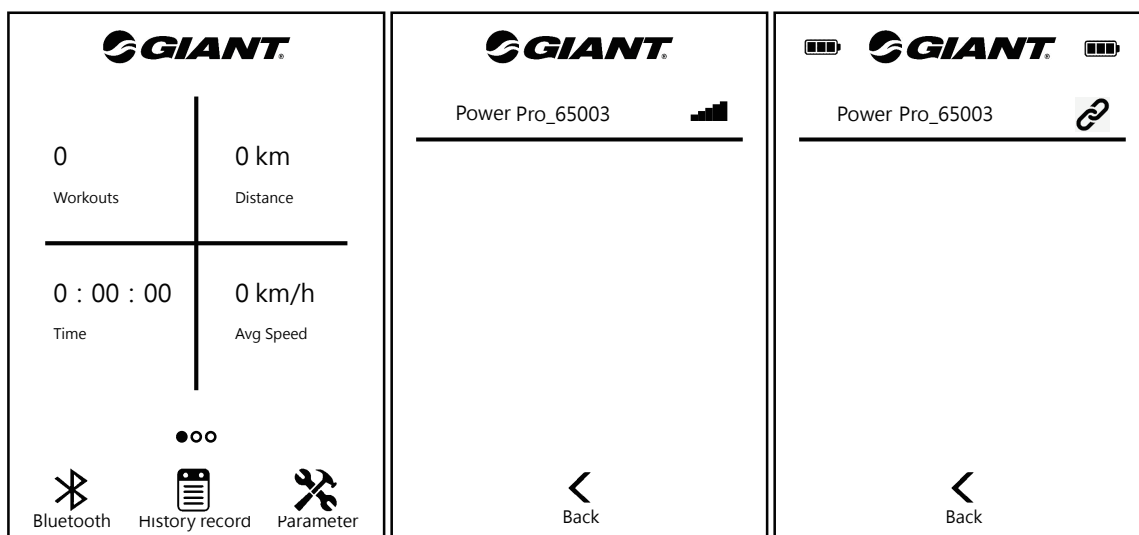 GIANT
0
0 km
Workouts
Distance
0 : 00 : 00
0 km/h
Time
Avg Speed
Bluetooth
History record
Parameter
GIANT
Power Pro_65003
Back
GIANT
Power Pro_65003
Back